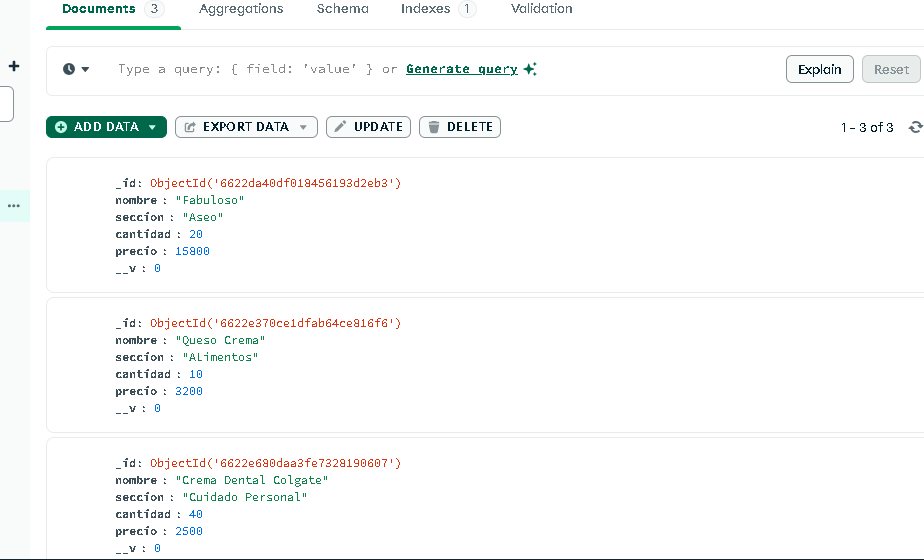 Documents 3 Aggregations Schema Indexes 1 Validation
Type a query: { field: 'value' } or Generate query
Explain Reset
ADD DATA EXPORT DATA UPDATE DELETE 1 – 3 of 3
_id: ObjectId('6622da40df018456193d2eb3')
nombre : "Fabuloso"
seccion : "Aseo"
cantidad : 20
precio : 15800
__v : 0
_id: ObjectId('6622e370ce1dfab64ce816f6')
nombre : "Queso Crema"
seccion : "ALimentos"
cantidad : 10
precio : 3200
__v : 0
_id: ObjectId('6622e680daa3fe7328190607')
nombre : "Crema Dental Colgate"
seccion : "Cuidado Personal"
cantidad : 40
precio : 2500
__v : 0